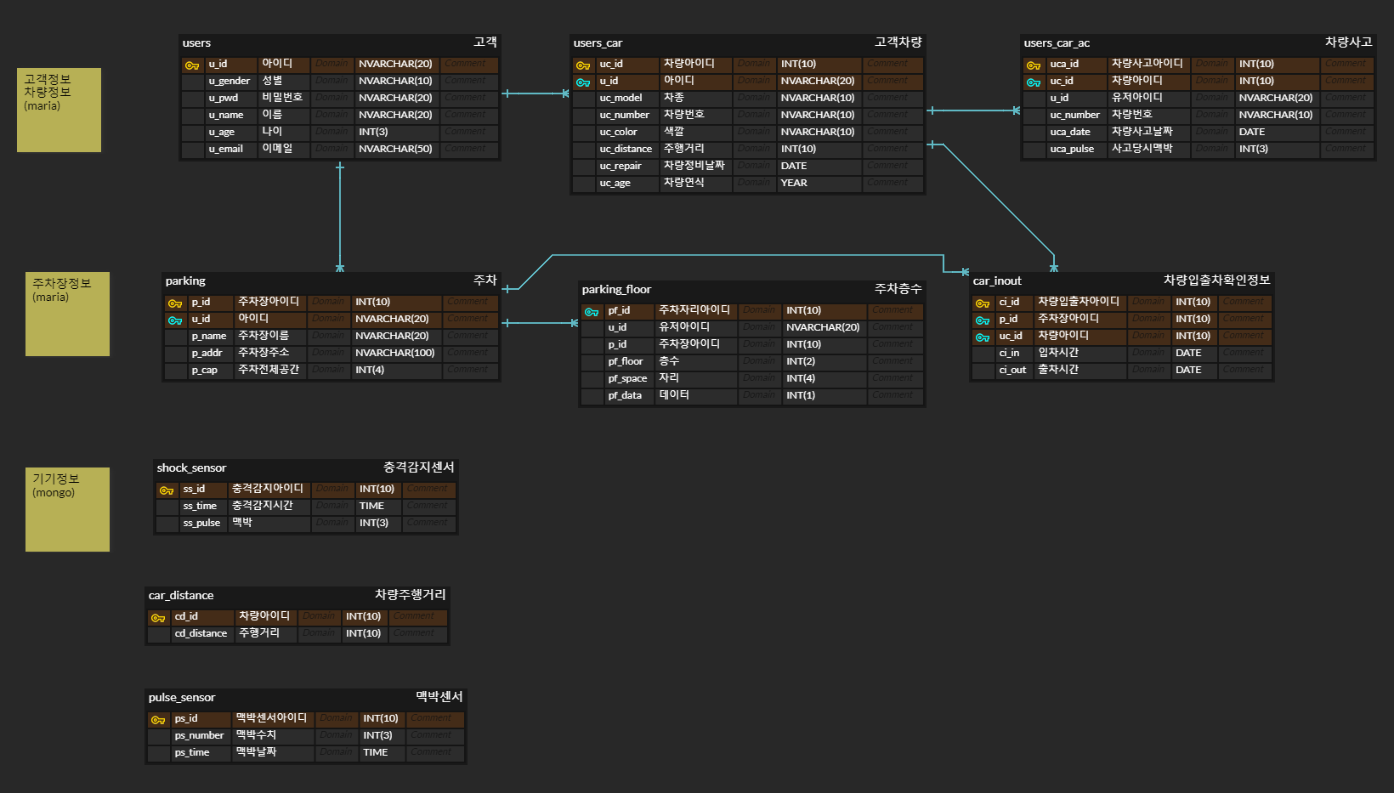 고객정보
차량정보
(maria)
users 고객
u_id 아이디 Domain NVARCHAR(20) Comment
u_gender 성별 Domain NVARCHAR(10) Comment
u_pwd 비밀번호 Domain NVARCHAR(20) Comment
u_name 이름 Domain NVARCHAR(20) Comment
u_age 나이 Domain INT(3) Comment
u_email 이메일 Domain NVARCHAR(50) Comment
users_car 고객차량
uc_id 차량아이디 Domain INT(10) Comment
u_id 아이디 Domain NVARCHAR(20) Comment
uc_model 차종 Domain NVARCHAR(10) Comment
uc_number 차량번호 Domain NVARCHAR(10) Comment
uc_color 색깔 Domain NVARCHAR(10) Comment
uc_distance 주행거리 Domain INT(10) Comment
uc_repair 차량정비날짜 Domain DATE Comment
uc_age 차량연식 Domain YEAR Comment
users_car_ac 차량사고
uca_id 차량사고아이디 Domain INT(10) Comment
uc_id 차량아이디 Domain INT(10) Comment
u_id 유저아이디 Domain NVARCHAR(20) Comment
uc_number 차량번호 Domain NVARCHAR(10) Comment
uca_date 차량사고날짜 Domain DATE Comment
uca_pulse 사고당시맥박 Domain INT(3) Comment
주차장정보
(maria)
parking 주차
p_id 주차장아이디 Domain INT(10) Comment
u_id 아이디 Domain NVARCHAR(20) Comment
p_name 주차장이름 Domain NVARCHAR(20) Comment
p_addr 주차장주소 Domain NVARCHAR(100) Comment
p_cap 주차전체공간 Domain INT(4) Comment
parking_floor 주차층수
pf_id 주차자리아이디 Domain INT(10) Comment
u_id 유저아이디 Domain NVARCHAR(20) Comment
p_id 주차장아이디 Domain INT(10) Comment
pf_floor 층수 Domain INT(2) Comment
pf_space 자리 Domain INT(4) Comment
pf_data 데이터 Domain INT(1) Comment
car_inout 차량입출차확인정보
ci_id 차량입출차아이디 Domain INT(10) Comment
p_id 주차장아이디 Domain INT(10) Comment
uc_id 차량아이디 Domain INT(10) Comment
ci_in 입차시간 Domain DATE Comment
ci_out 출차시간 Domain DATE Comment
기기정보
(mongo)
shock_sensor 충격감지센서
ss_id 충격감지아이디 Domain INT(10) Comment
ss_time 충격감지시간 Domain TIME Comment
ss_pulse 맥박 Domain INT(3) Comment
car_distance 차량주행거리
cd_id 차량아이디 Domain INT(10) Comment
cd_distance 주행거리 Domain INT(10) Comment
pulse_sensor 맥박센서
ps_id 맥박센서아이디 Domain INT(10) Comment
ps_number 맥박수치 Domain INT(3) Comment
ps_time 맥박날짜 Domain TIME Comment